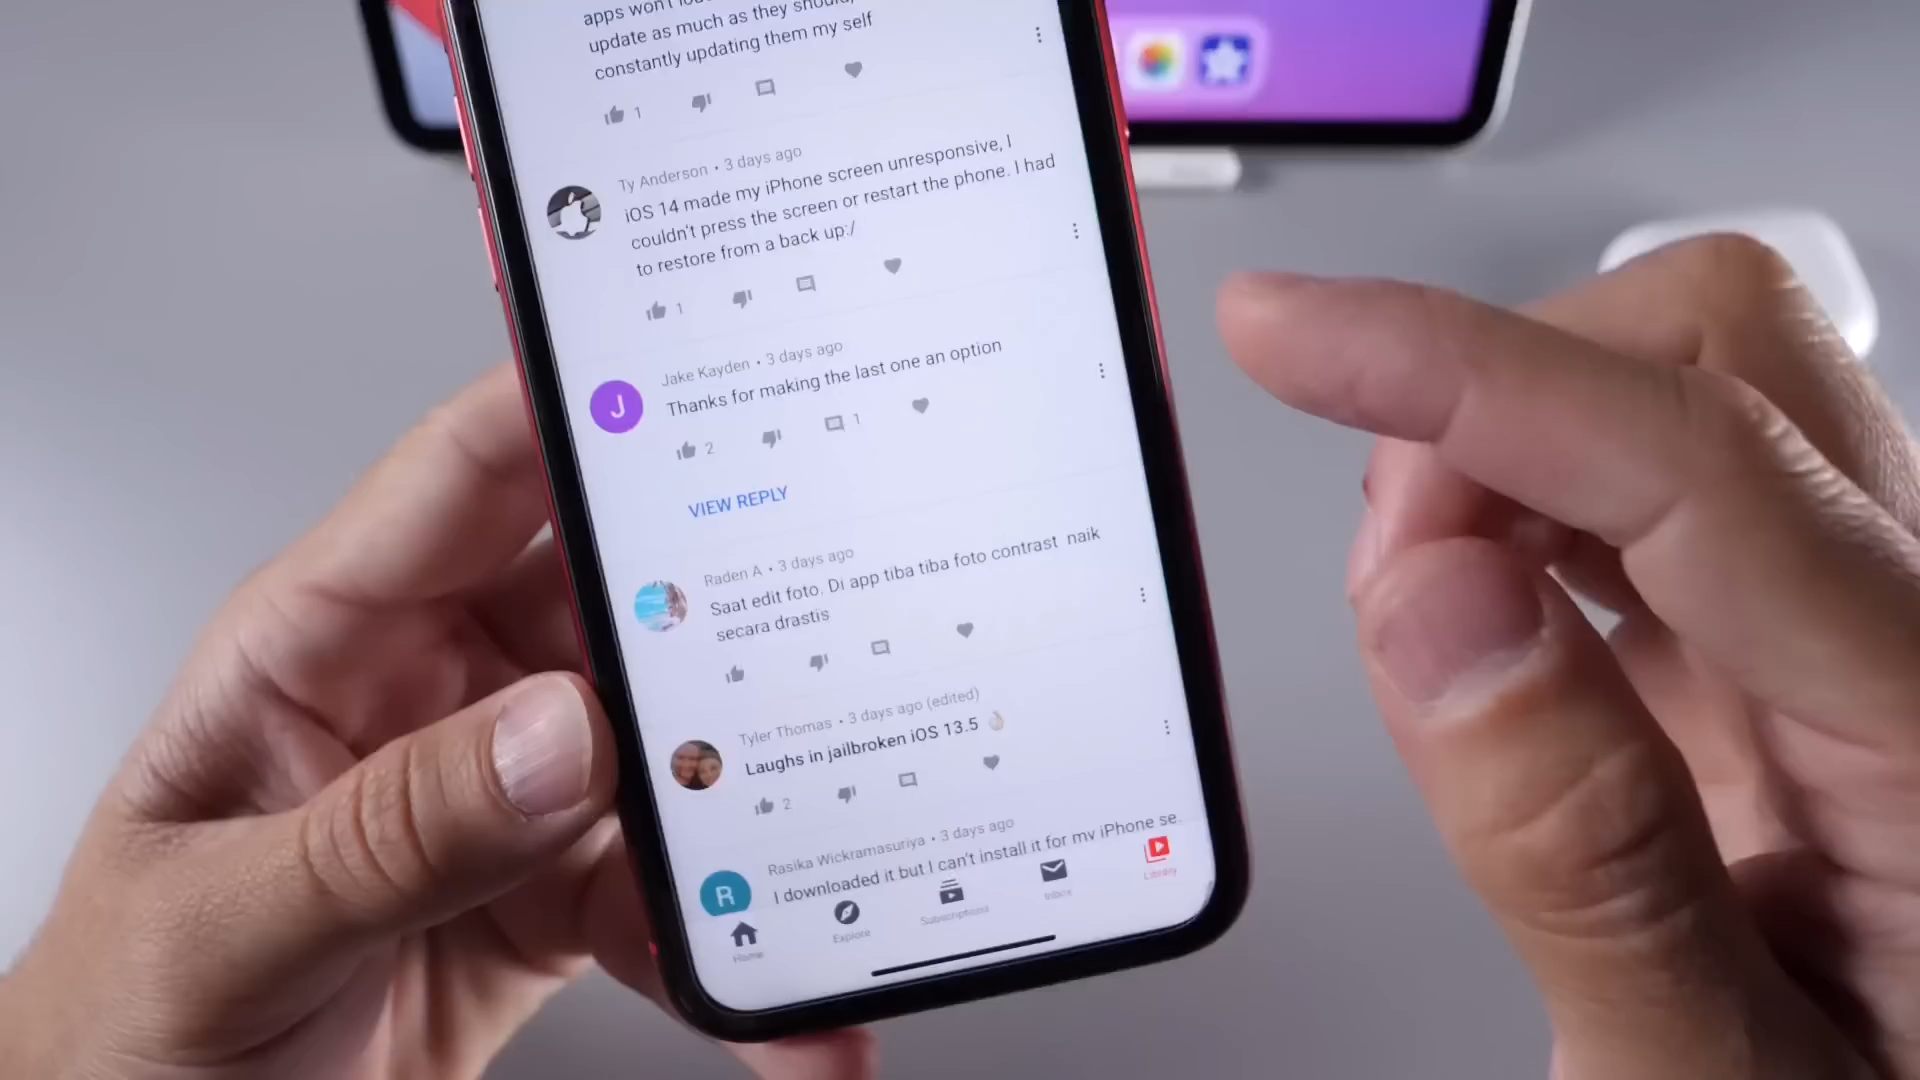 apps won't
update as much as they should,
constantly updating them my self
1
Ty Anderson • 3 days ago
iOS 14 made my iPhone screen unresponsive, I
couldn't press the screen or restart the phone. I had
to restore from a back up:/
1
Jake Kayden • 3 days ago
J
Thanks for making the last one an option
2
1
VIEW REPLY
Raden A • 3 days ago
Saat edit foto. Di app tiba tiba foto contrast naik
secara drastis
Tyler Thomas • 3 days ago (edited)
Laughs in jailbroken iOS 13.5 👌🏻
2
Rasika Wickramasuriya • 3 days ago
R
I downloaded it but I can't install it for my iPhone se.
Home
Explore
Subscriptions
Inbox
Library